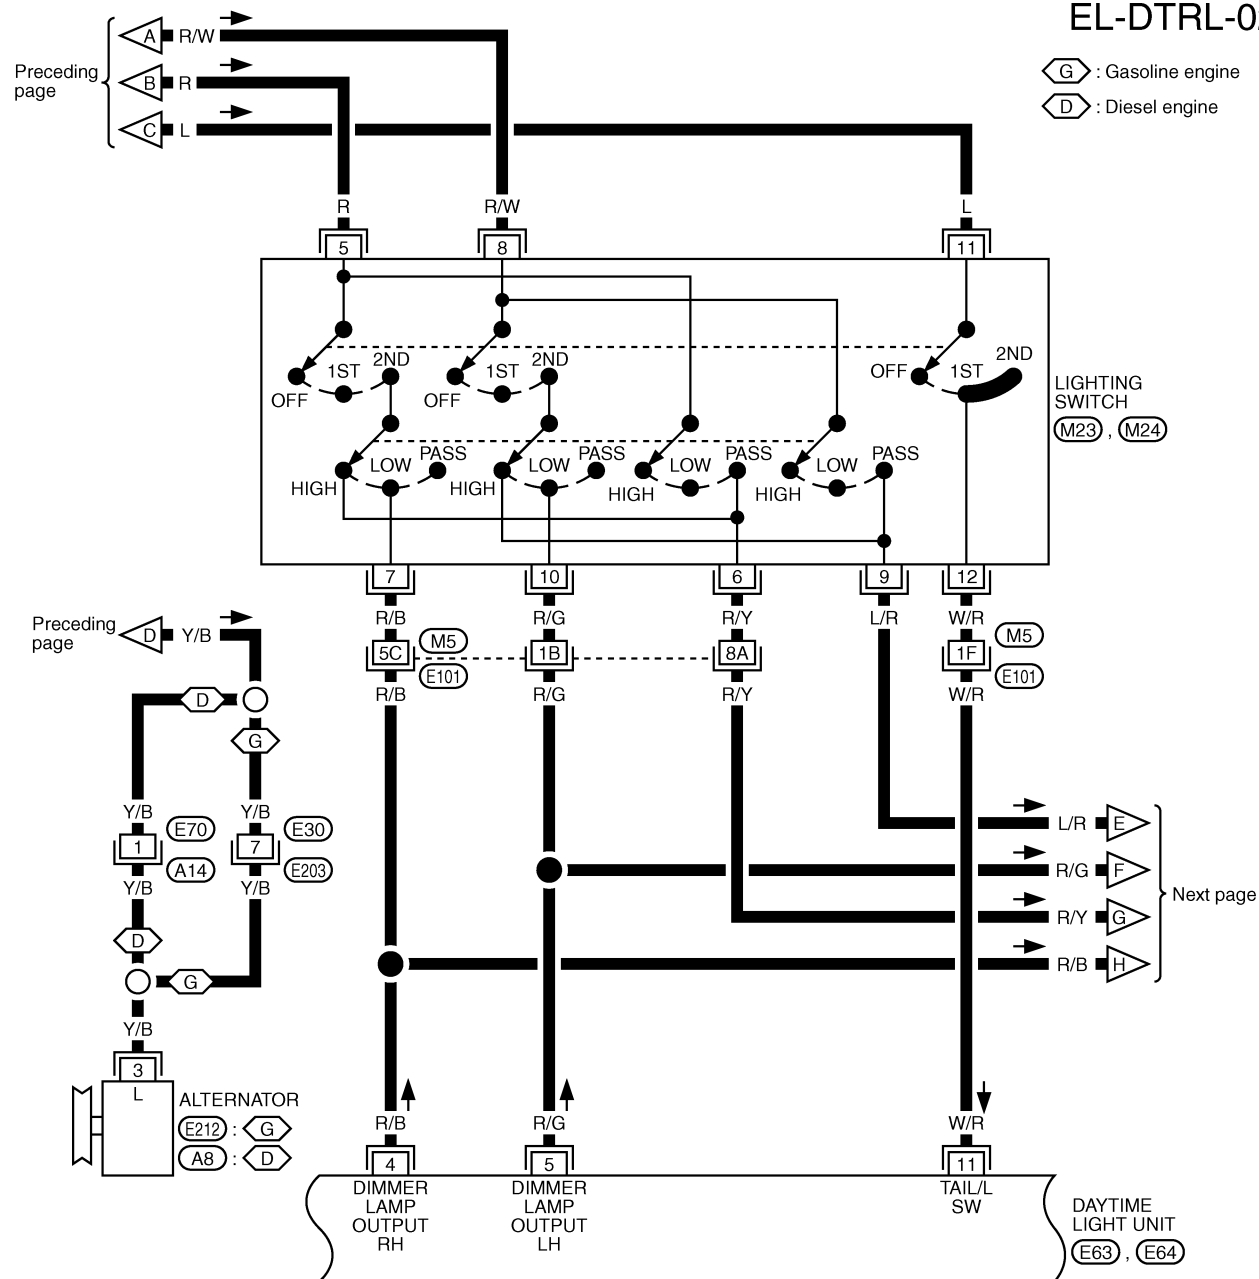 EL-DTRL-0
G : Gasoline engine
D : Diesel engine
Preceding
page
A R/W
B R
C L
R R/W L
5 8 11
OFF 1ST 2ND
OFF 1ST 2ND
OFF 1ST 2ND
LIGHTING
SWITCH
M23 , M24
HIGH LOW PASS
HIGH LOW PASS
HIGH LOW PASS
HIGH LOW PASS
7 10 6 9 12
R/B R/G R/Y L/R W/R
5C M5 1B 8A 1F M5
E101 E101
R/B R/G R/Y W/R
Preceding
page
D Y/B
D
G
Y/B Y/B
1 E70 7 E30
A14 E203
Y/B Y/B
D
G
Y/B
3
L
ALTERNATOR
E212 : G
A8 : D
L/R E
R/G F
R/Y G
R/B H
Next page
R/B R/G W/R
4 5 11
DIMMER
LAMP
OUTPUT
RH
DIMMER
LAMP
OUTPUT
LH
TAIL/L
SW
DAYTIME
LIGHT UNIT
E63 , E64